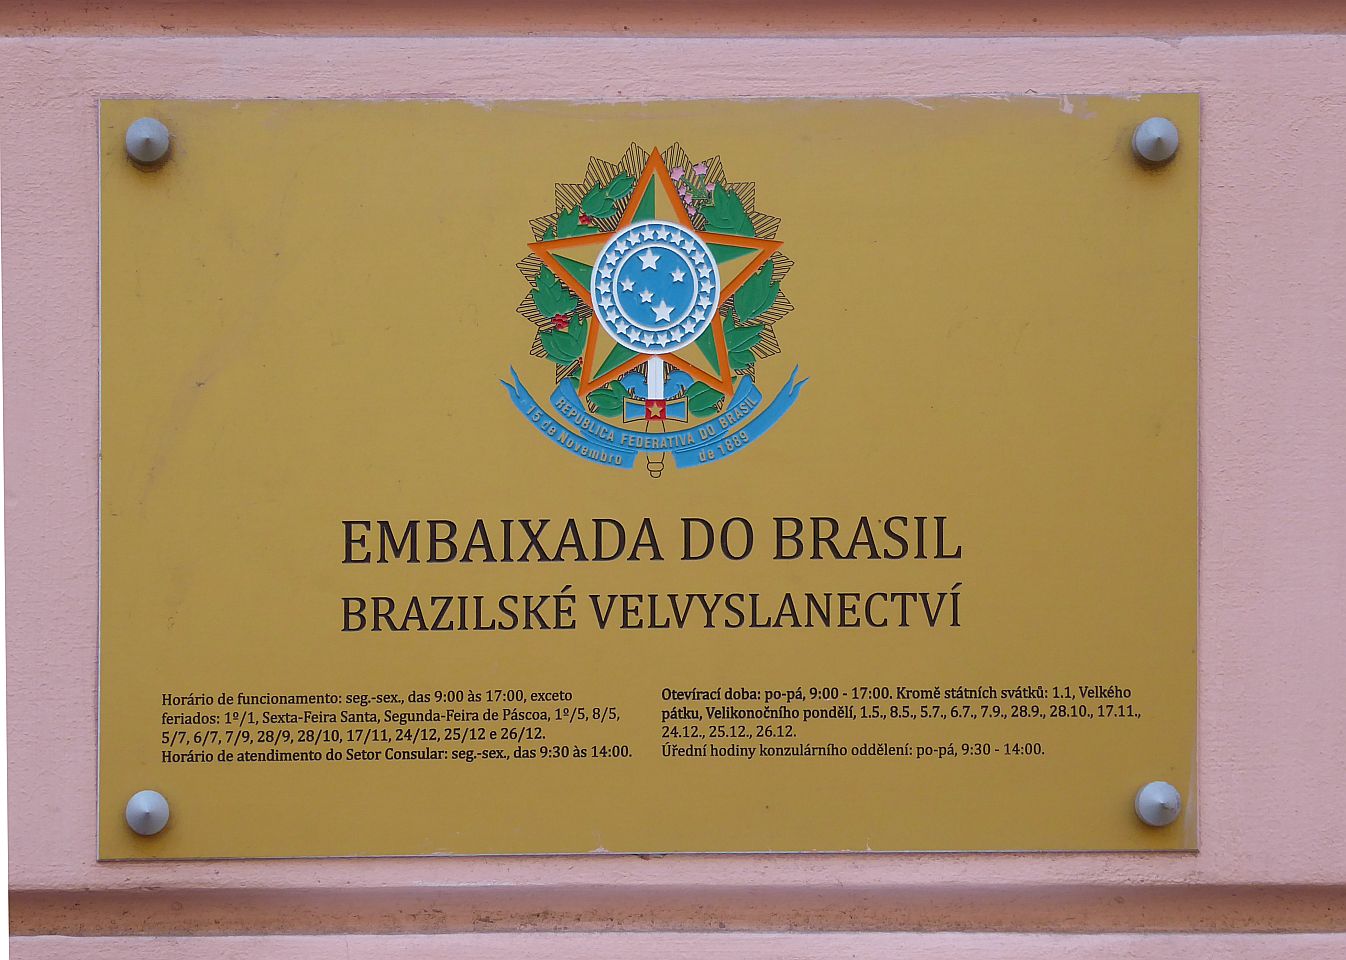 REPUBLICA FEDERATIVA DO BRASIL
15 de Novembro de 1889
EMBAIXADA DO BRASIL
BRAZILSKÉ VELVYSLANECTVÍ
Horário de funcionamento: seg.-sex., das 9:00 às 17:00, exceto
feriados: 1º/1, Sexta-Feira Santa, Segunda-Feira de Páscoa, 1º/5, 8/5,
5/7, 6/7, 7/9, 28/9, 28/10, 17/11, 24/12, 25/12 e 26/12.
Horário de atendimento do Setor Consular: seg.-sex., das 9:30 às 14:00.
Otevírací doba: po-pá, 9:00 - 17:00. Kromě státních svátků: 1.1, Velkého
pátku, Velikonočního pondělí, 1.5., 8.5., 5.7., 6.7., 7.9., 28.9., 28.10., 17.11.,
24.12., 25.12., 26.12.
Úřední hodiny konzulárního oddělení: po-pá, 9:30 - 14:00.